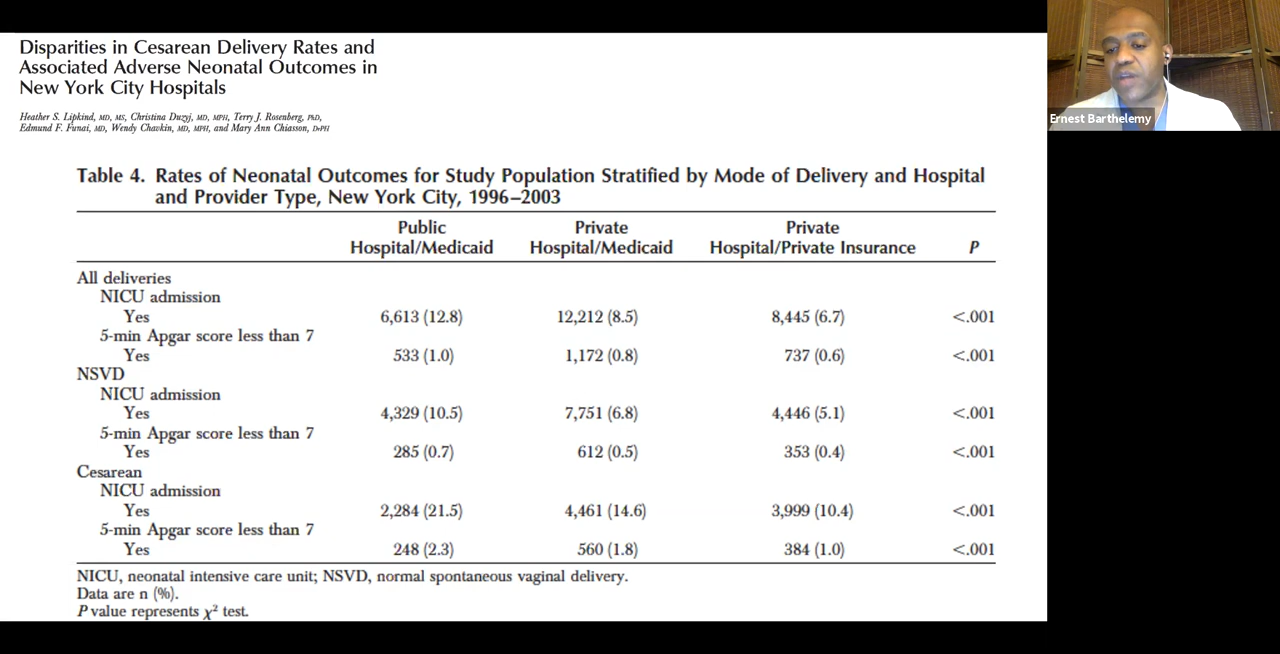 Disparities in Cesarean Delivery Rates and
Associated Adverse Neonatal Outcomes in
New York City Hospitals
Heather S. Lipkind, MD, MS, Christina Duzyj, MD, MPH, Terry J. Rosenberg, PhD,
Edmund F. Funai, MD, Wendy Chavkin, MD, MPH, and Mary Ann Chiasson, DrPH
Ernest Barthelemy
Table 4. Rates of Neonatal Outcomes for Study Population Stratified by Mode of Delivery and Hospital
and Provider Type, New York City, 1996–2003
Public Private Private
Hospital/Medicaid Hospital/Medicaid Hospital/Private Insurance P
All deliveries
NICU admission
Yes 6,613 (12.8) 12,212 (8.5) 8,445 (6.7) <.001
5-min Apgar score less than 7
Yes 533 (1.0) 1,172 (0.8) 737 (0.6) <.001
NSVD
NICU admission
Yes 4,329 (10.5) 7,751 (6.8) 4,446 (5.1) <.001
5-min Apgar score less than 7
Yes 285 (0.7) 612 (0.5) 353 (0.4) <.001
Cesarean
NICU admission
Yes 2,284 (21.5) 4,461 (14.6) 3,999 (10.4) <.001
5-min Apgar score less than 7
Yes 248 (2.3) 560 (1.8) 384 (1.0) <.001
NICU, neonatal intensive care unit; NSVD, normal spontaneous vaginal delivery.
Data are n (%).
P value represents χ² test.